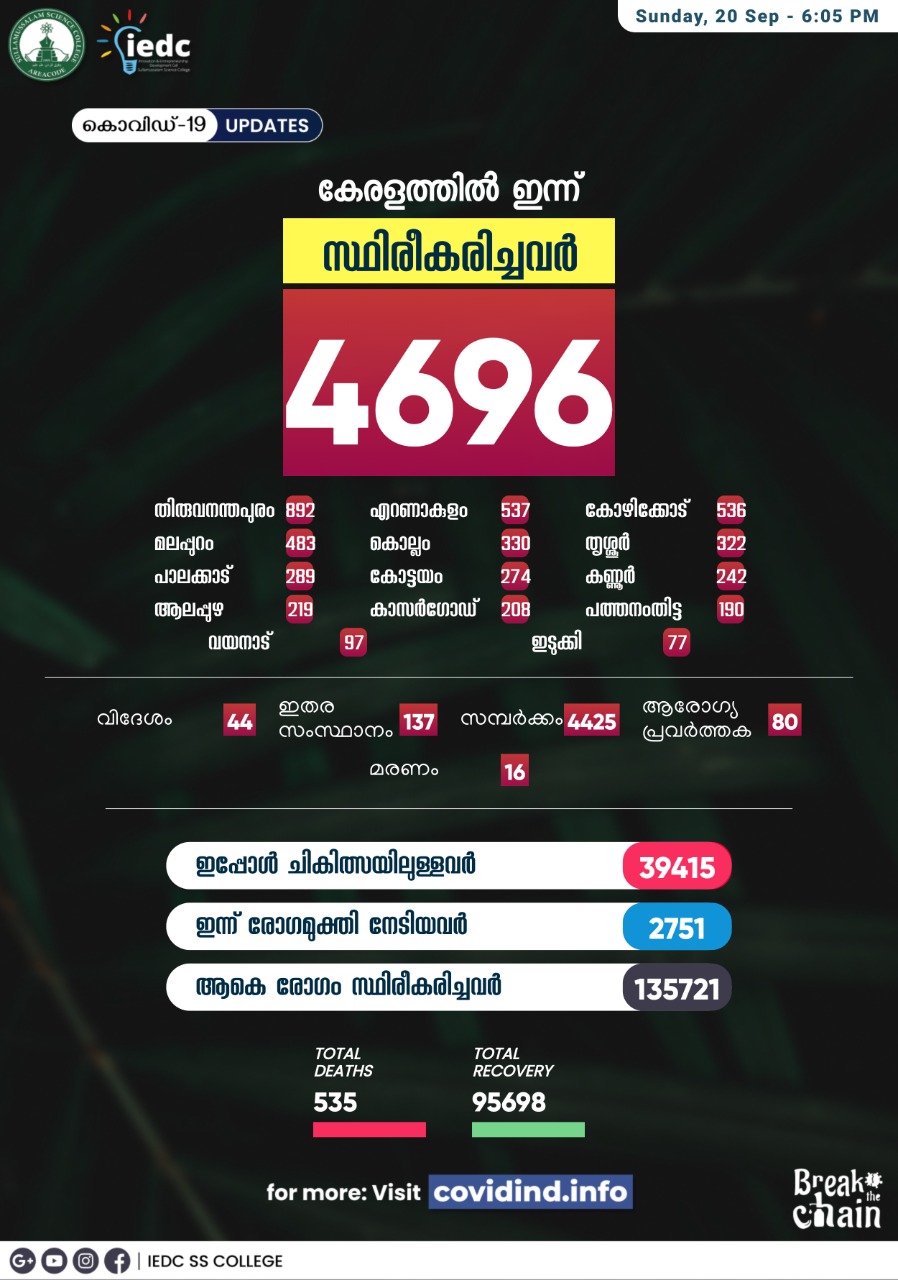 Sunday, 20 Sep - 6:05 PM
SULLAMUSSALAM SCIENCE COLLEGE
AREACODE
iedc
കൊവിഡ്-19 UPDATES
കേരളത്തിൽ ഇന്ന്
സ്ഥിരീകരിച്ചവർ
4696
തിരുവനന്തപുരം 892 എറണാകുളം 537 കോഴിക്കോട് 536
മലപ്പുറം 483 കൊല്ലം 330 തൃശ്ശൂർ 322
പാലക്കാട് 289 കോട്ടയം 274 കണ്ണൂർ 242
ആലപ്പുഴ 219 കാസർഗോഡ് 208 പത്തനംതിട്ട 190
വയനാട് 97 ഇടുക്കി 77
വിദേശം 44 ഇതര സംസ്ഥാനം 137 സമ്പർക്കം 4425 ആരോഗ്യ പ്രവർത്തക 80
മരണം 16
ഇപ്പോൾ ചികിത്സയിലുള്ളവർ 39415
ഇന്ന് രോഗമുക്തി നേടിയവർ 2751
ആകെ രോഗം സ്ഥിരീകരിച്ചവർ 135721
TOTAL DEATHS
535
TOTAL RECOVERY
95698
for more: Visit covidind.info
Break the chain
IEDC SS COLLEGE